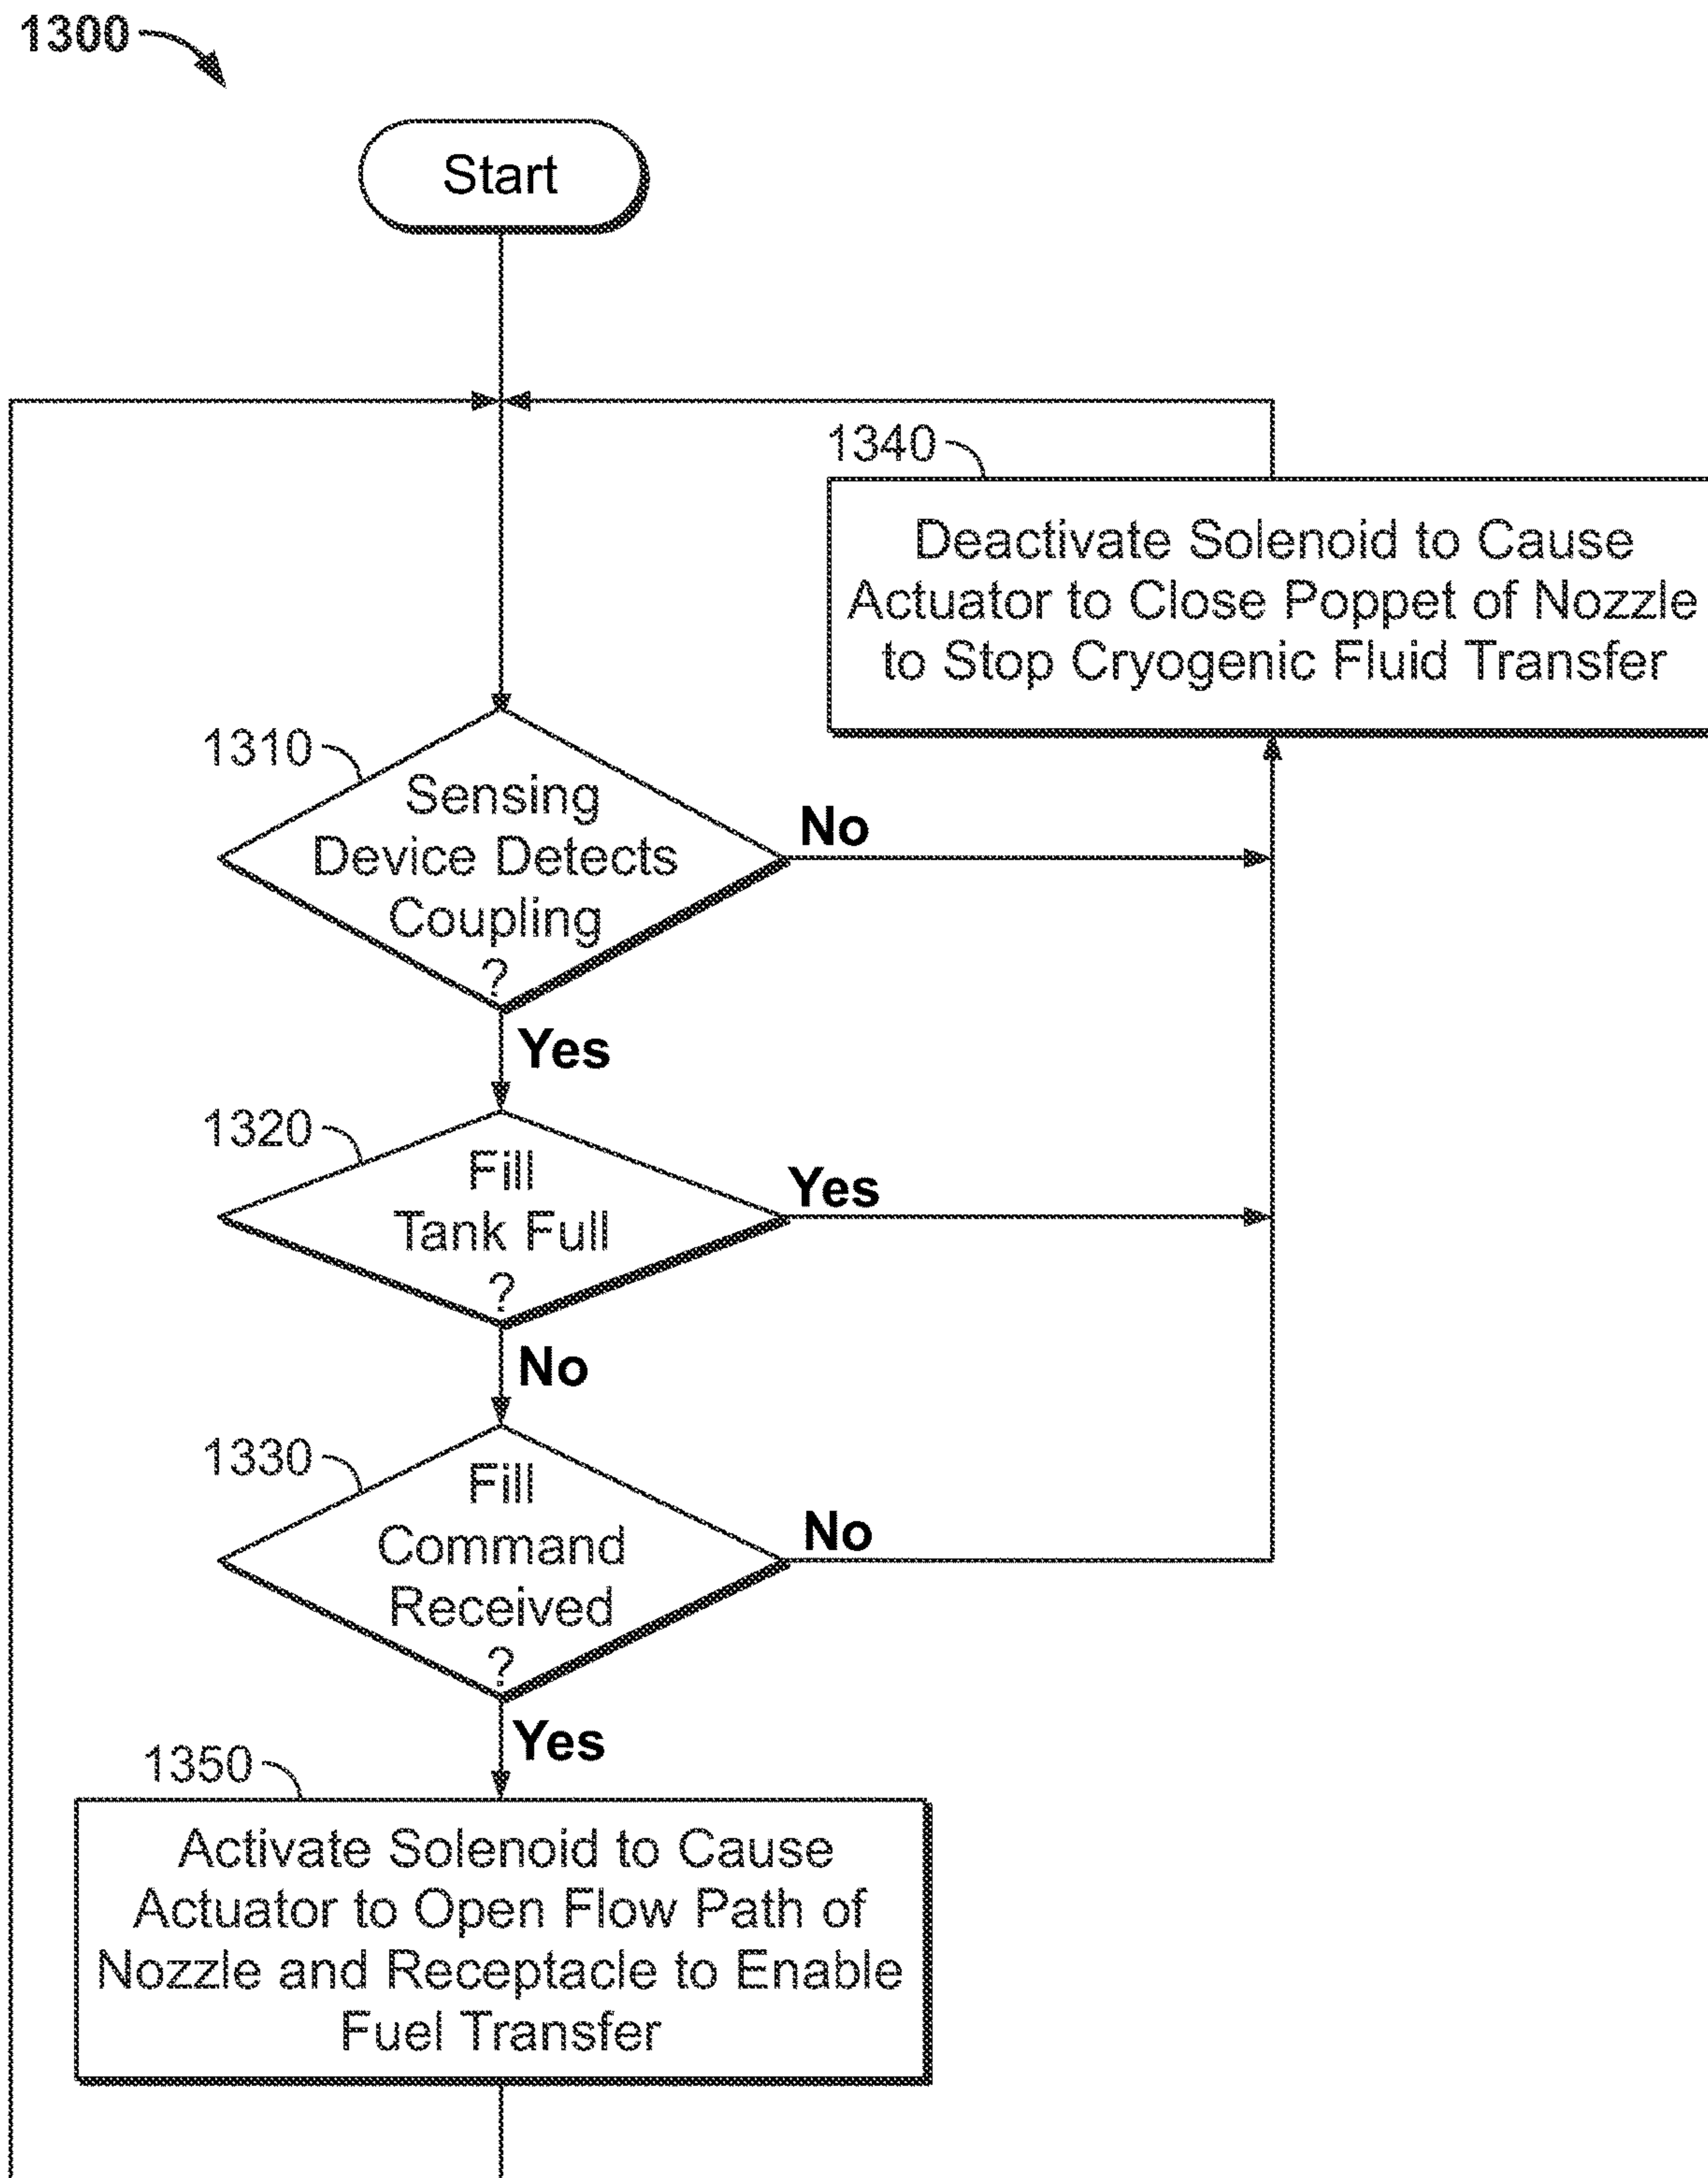 1300
Start
1340
Deactivate Solenoid to Cause
Actuator to Close Poppet of Nozzle
to Stop Cryogenic Fluid Transfer
1310
Sensing
Device Detects
Coupling
?
No
Yes
1320
Fill
Tank Full
?
Yes
No
1330
Fill
Command
Received
?
No
Yes
1350
Activate Solenoid to Cause
Actuator to Open Flow Path of
Nozzle and Receptacle to Enable
Fuel Transfer